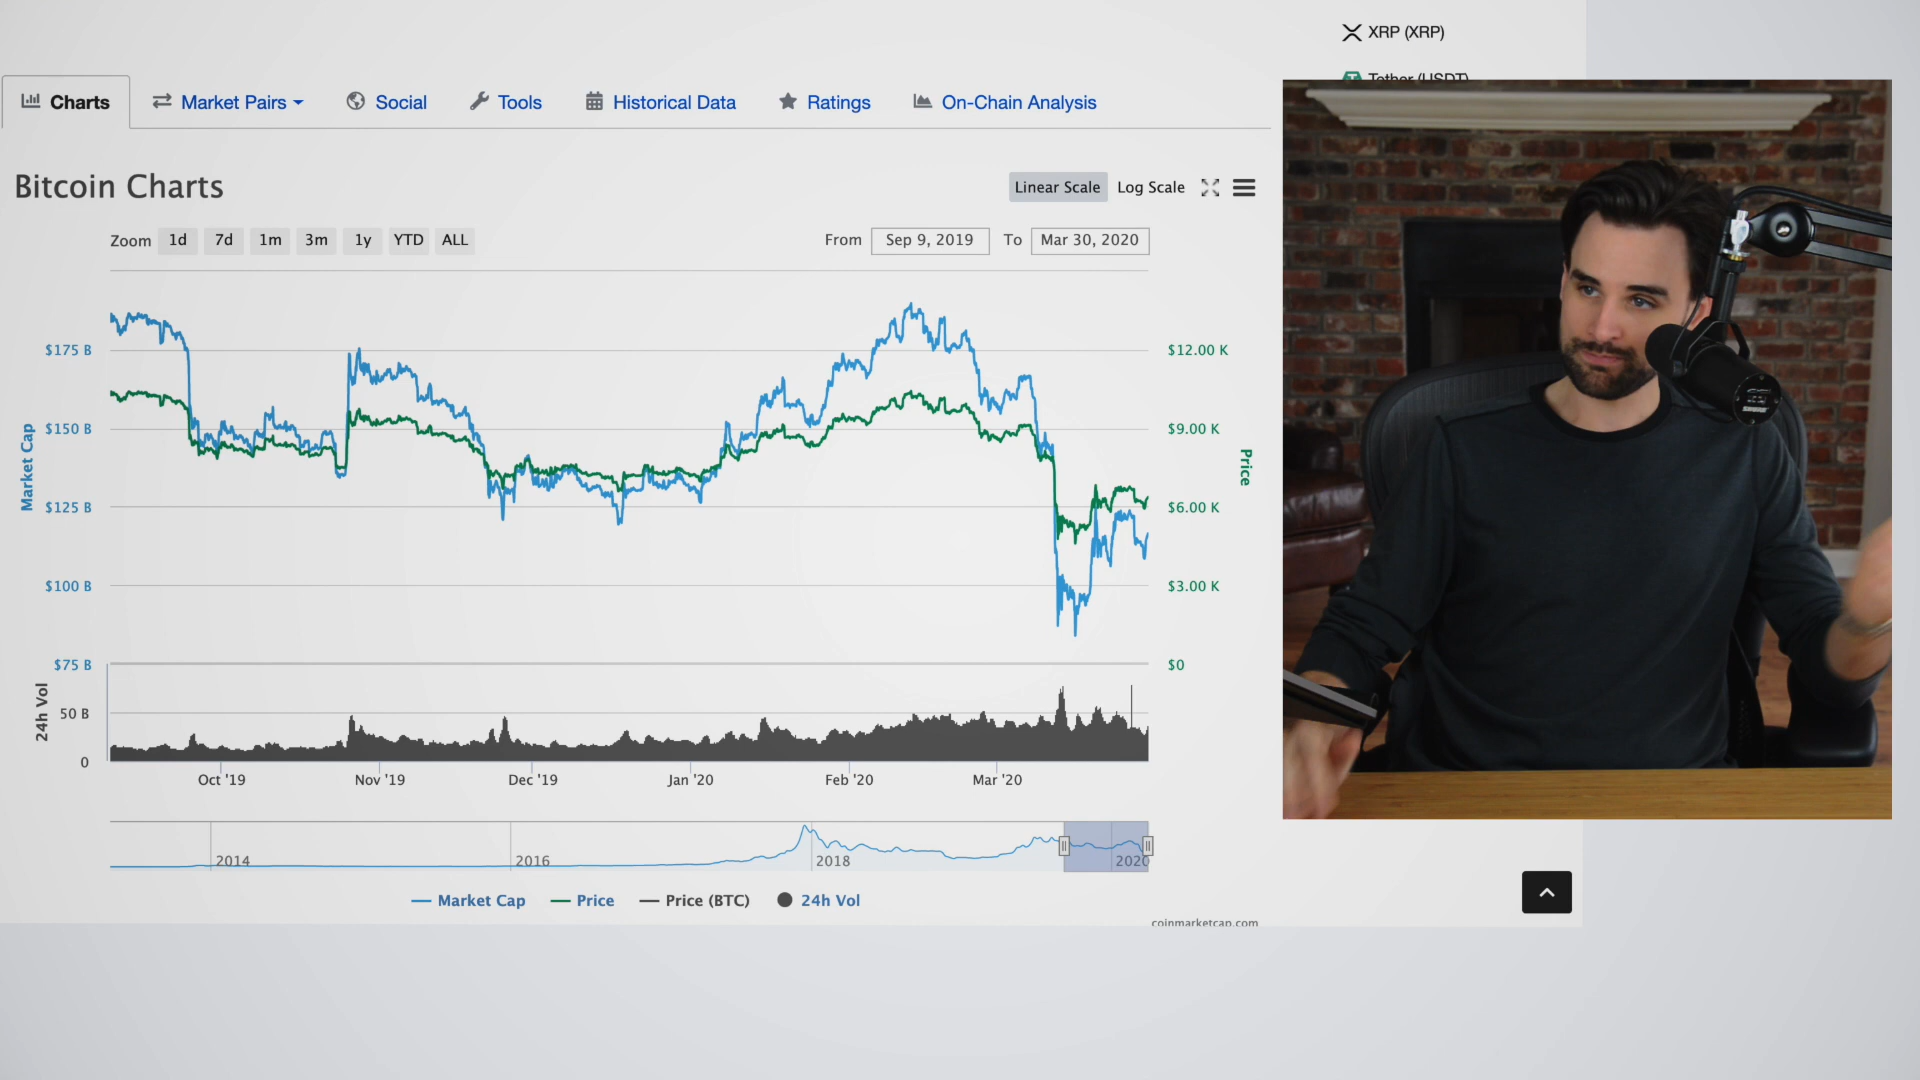 XRP (XRP)
Tether (USDT)
Charts Market Pairs Social Tools Historical Data Ratings On-Chain Analysis
Bitcoin Charts
Linear Scale Log Scale
Zoom 1d 7d 1m 3m 1y YTD ALL
From Sep 9, 2019 To Mar 30, 2020
Market Cap
$175 B
$150 B
$125 B
$100 B
$75 B
$12.00 K
$9.00 K
$6.00 K
$3.00 K
$0
Price
24h Vol
50 B
0
Oct '19 Nov '19 Dec '19 Jan '20 Feb '20 Mar '20
2014 2016 2018 2020
Market Cap Price Price (BTC) 24h Vol
coinmarketcap.com